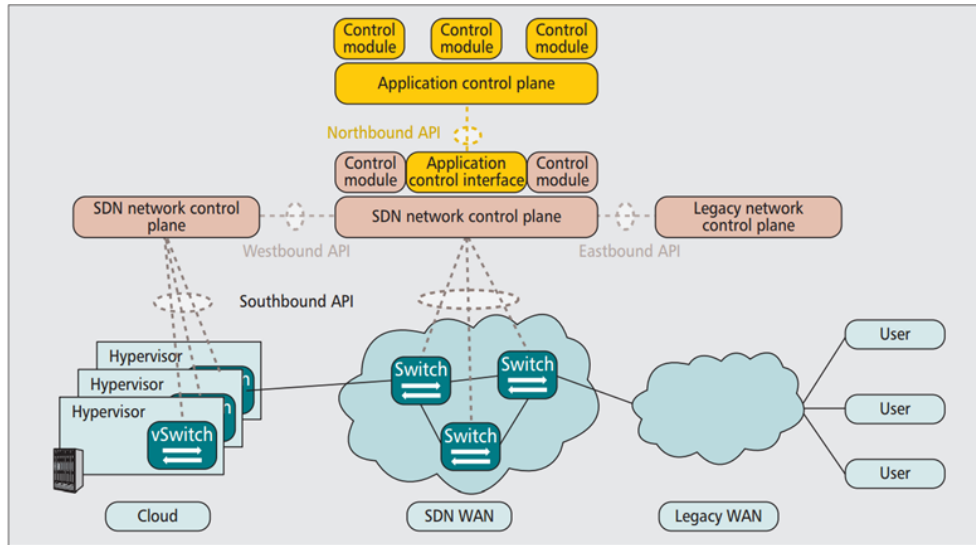 Control
module
Control
module
Control
module
Application control plane
Northbound API
Control
module
Application
control interface
Control
module
SDN network control
plane
SDN network control plane
Legacy network
control plane
Westbound API
Eastbound API
Southbound API
Hypervisor
Hypervisor
Hypervisor
vSwitch
Switch
Switch
Switch
User
User
User
Cloud
SDN WAN
Legacy WAN